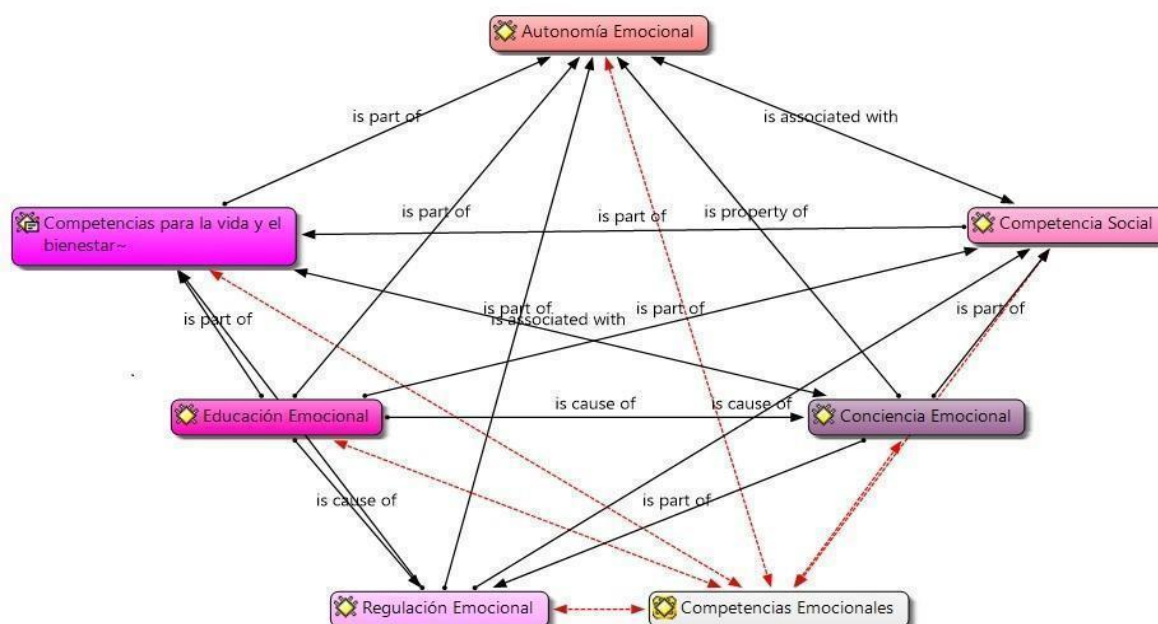 Autonomía Emocional
is part of
is associated with
is part of
is part of
is property of
Competencias para la vida y el
bienestar~
Competencia Social
is part of
is part of
is part of
is part of
is associated with
Educación Emocional
is cause of
is cause of
Conciencia Emocional
is cause of
is part of
Regulación Emocional
Competencias Emocionales